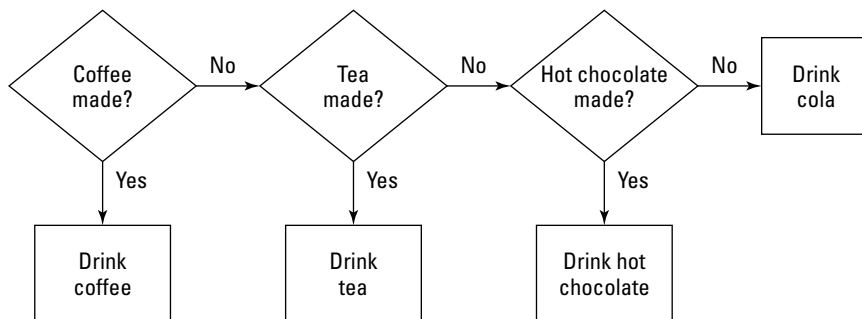 Coffee
made?
No
Tea
made?
No
Hot chocolate
made?
No
Drink
cola
Yes
Yes
Yes
Drink
coffee
Drink
tea
Drink hot
chocolate